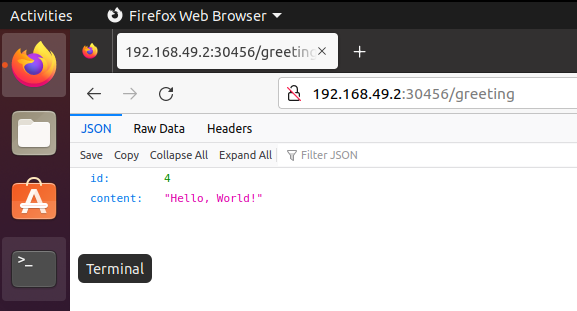 Activities Firefox Web Browser
192.168.49.2:30456/greeting
192.168.49.2:30456/greeting
JSON Raw Data Headers
Save Copy Collapse All Expand All Filter JSON
id: 4
content: "Hello, World!"
>_
Terminal